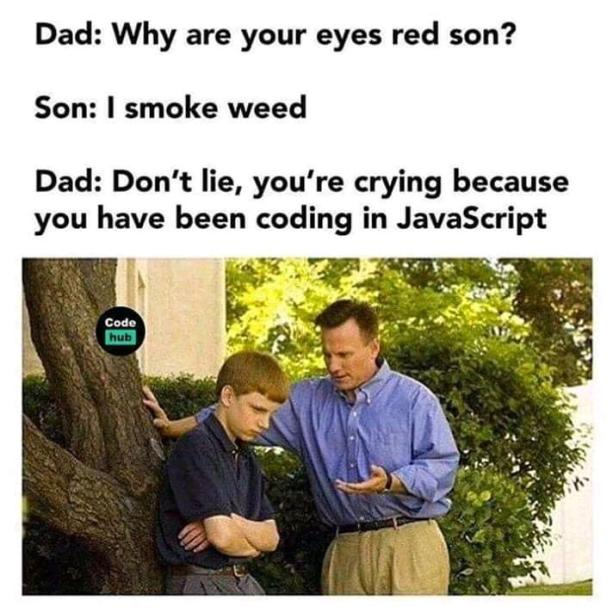 Dad: Why are your eyes red son?
Son: I smoke weed
Dad: Don't lie, you're crying because
you have been coding in JavaScript
Code
hub